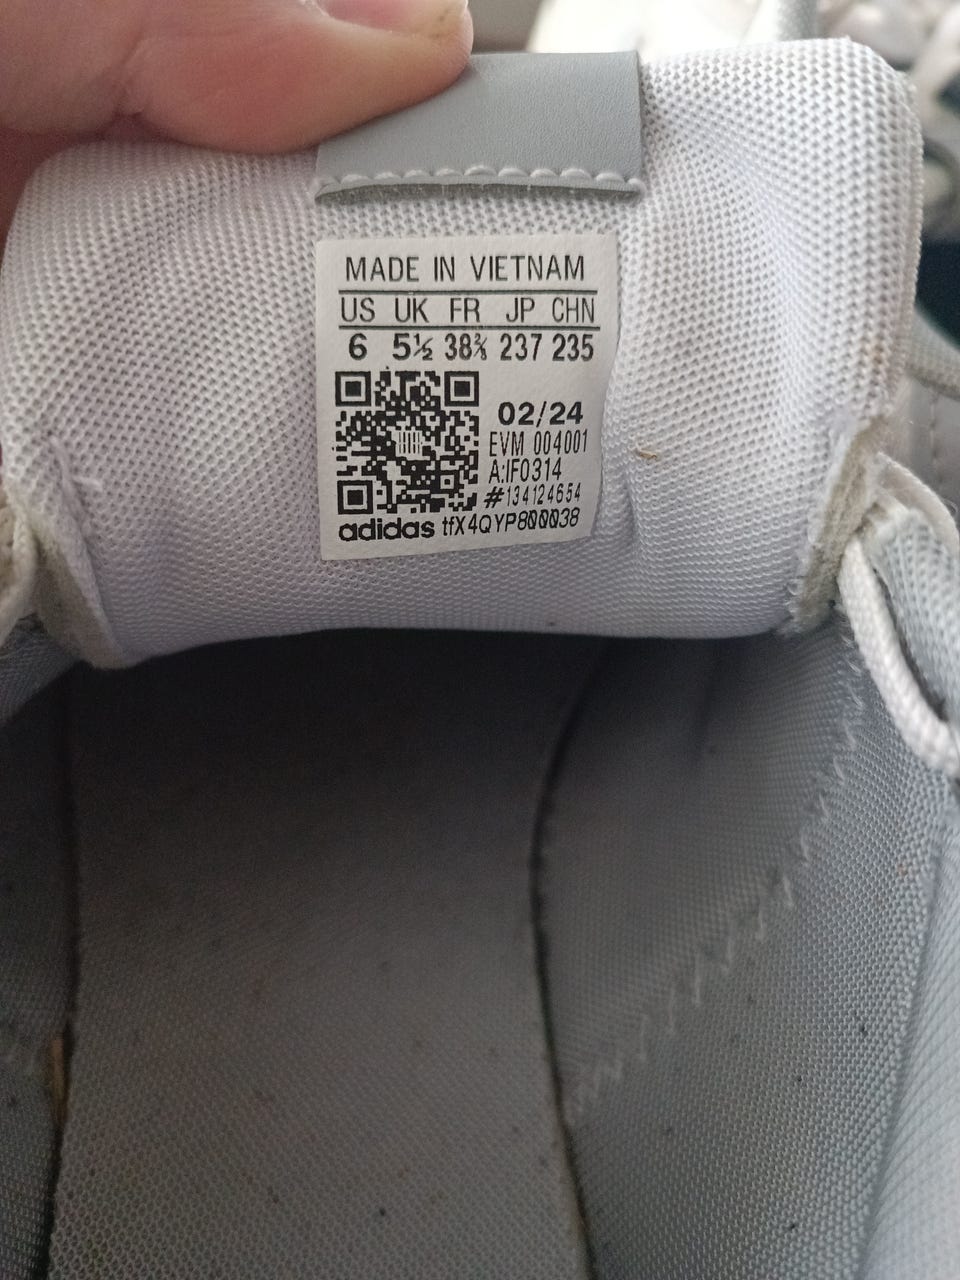 MADE IN VIETNAM
US UK FR JP CHN
6 5½ 38⅔ 237 235
02/24
EVM 004001
A:IF0314
#134124654
adidas tfX4QYP800038